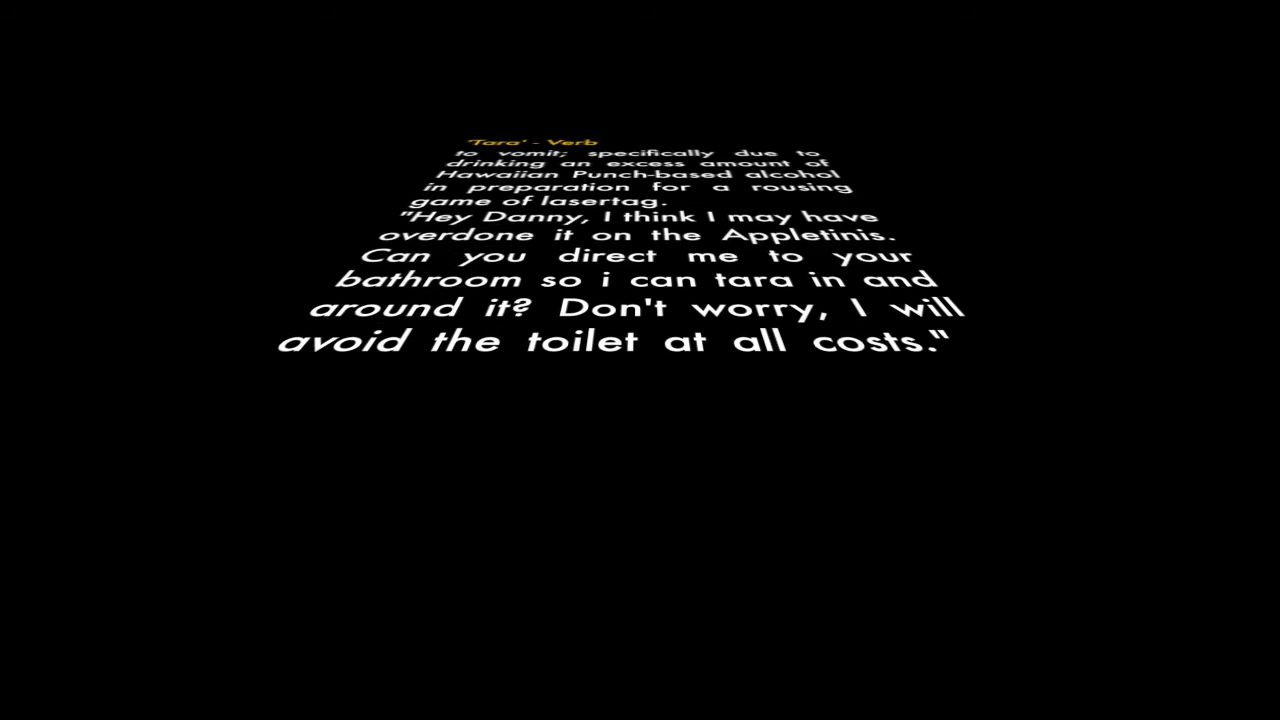 'Tara' - Verb
to vomit; specifically due to
drinking an excess amount of
Hawaiian Punch-based alcohol
in preparation for a rousing
game of lasertag.
"Hey Danny, I think I may have
overdone it on the Appletinis.
Can you direct me to your
bathroom so i can tara in and
around it? Don't worry, I will
avoid the toilet at all costs."